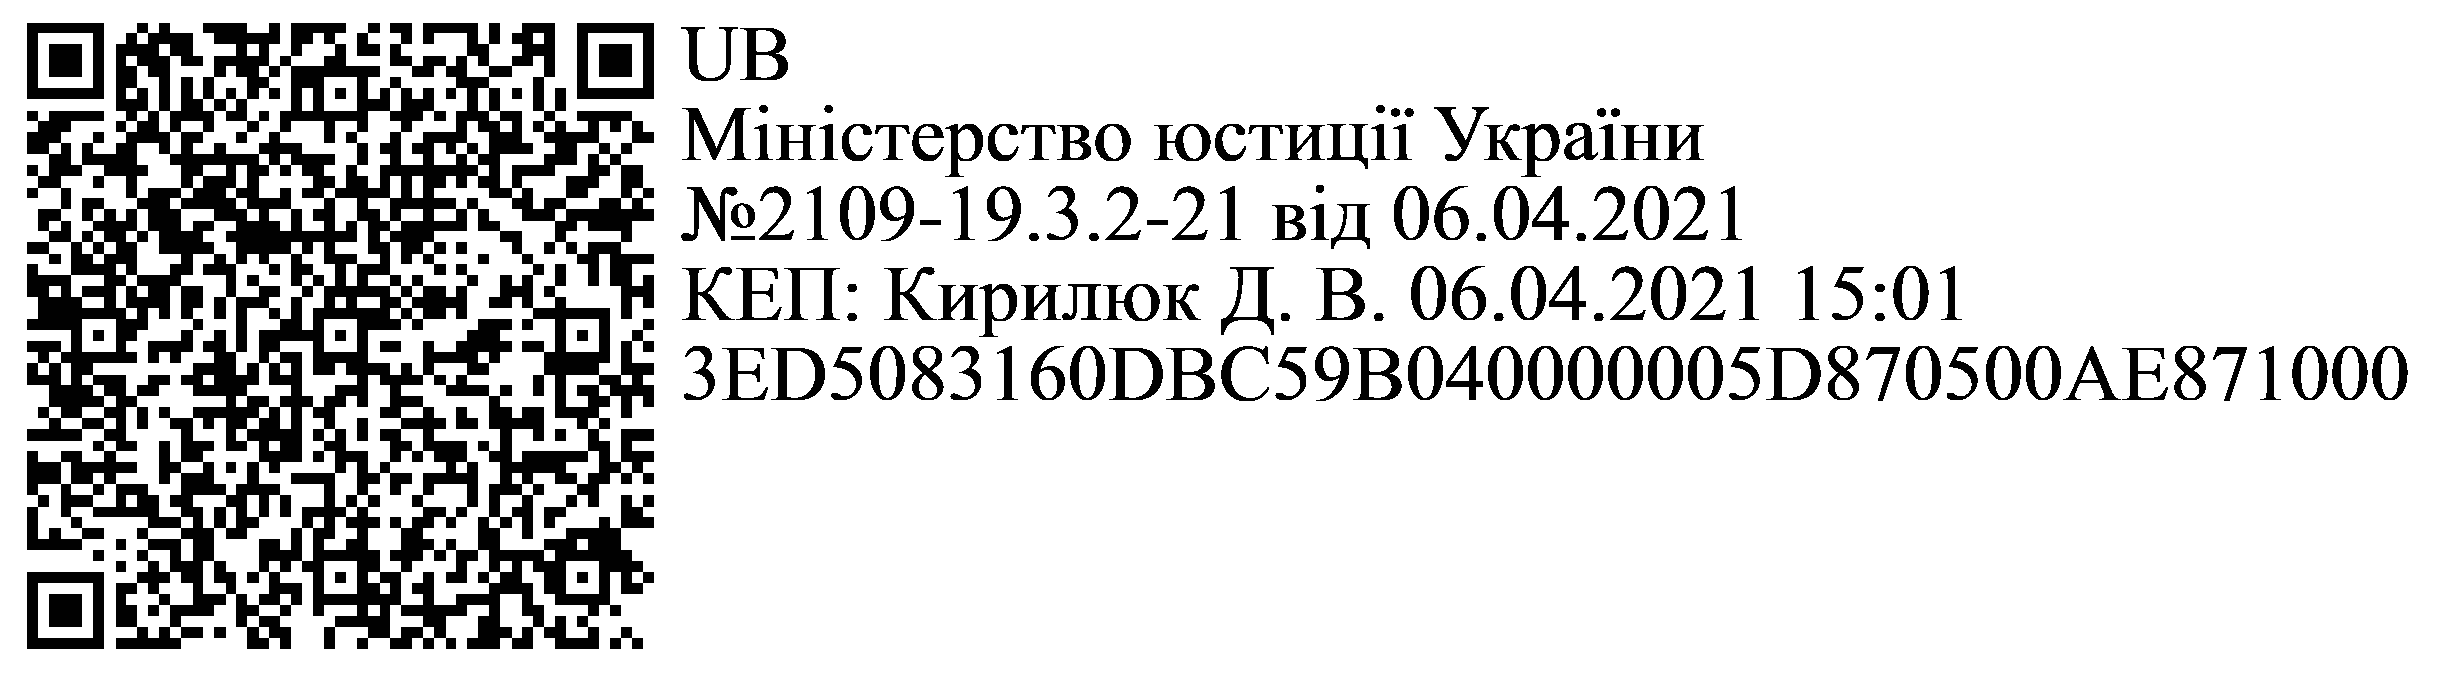 UB
Міністерство юстиції України
№2109-19.3.2-21 від 06.04.2021
КЕП: Кирилюк Д. В. 06.04.2021 15:01
3ED5083160DBC59B040000005D870500AE871000